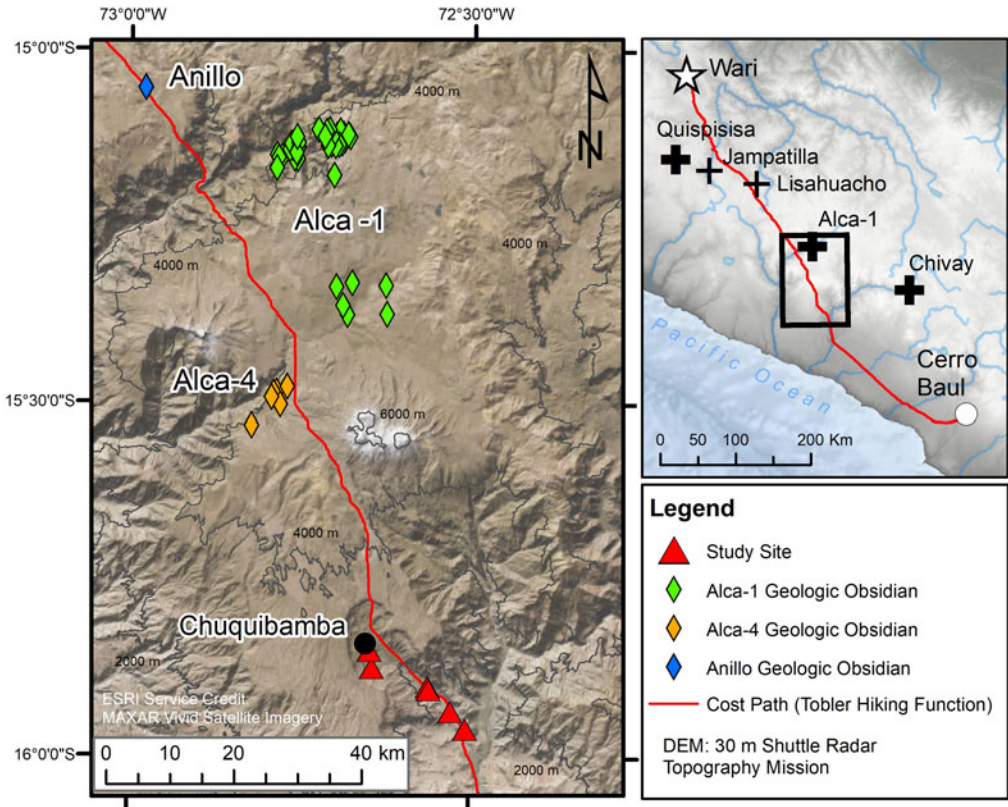 73°0'0"W
72°30'0"W
15°0'0"S
Anillo
4000 m
N
Alca -1
4000 m
4000 m
Alca-4
15°30'0"S
6000 m
4000 m
Chuquibamba
2000 m
ESRI Service Credit:
MAXAR Vivid Satellite Imagery
0 10 20 40 km
2000 m
16°0'0"S
Wari
Quispisisa
Jampatilla
Lisahuacho
Alca-1
Chivay
Pacific Ocean
Cerro
Baul
0 50 100 200 Km
Legend
Study Site
Alca-1 Geologic Obsidian
Alca-4 Geologic Obsidian
Anillo Geologic Obsidian
Cost Path (Tobler Hiking Function)
DEM: 30 m Shuttle Radar
Topography Mission